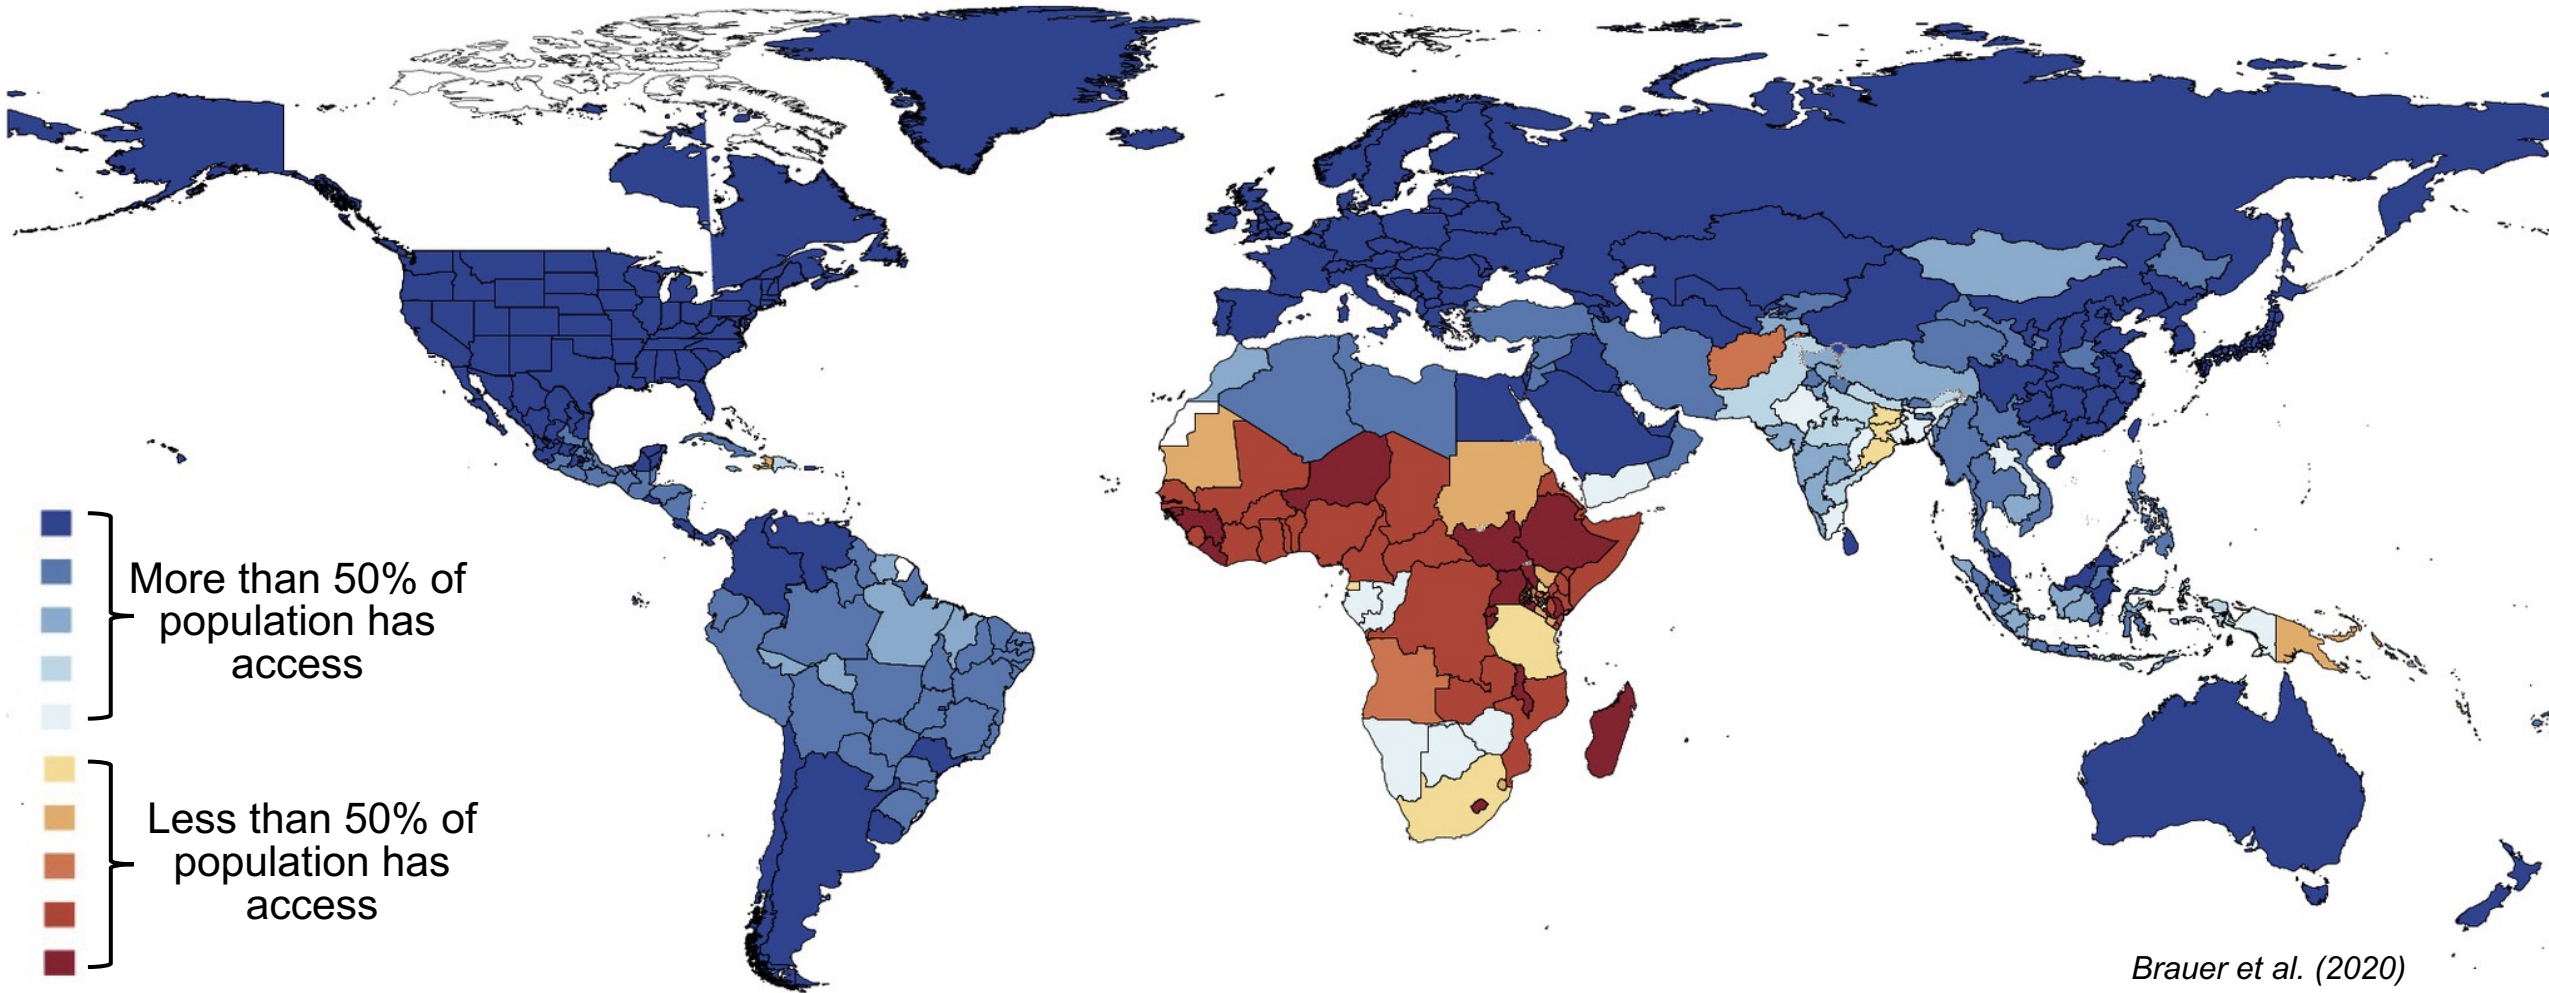 More than 50% of
population has
access
Less than 50% of
population has
access
Brauer et al. (2020)